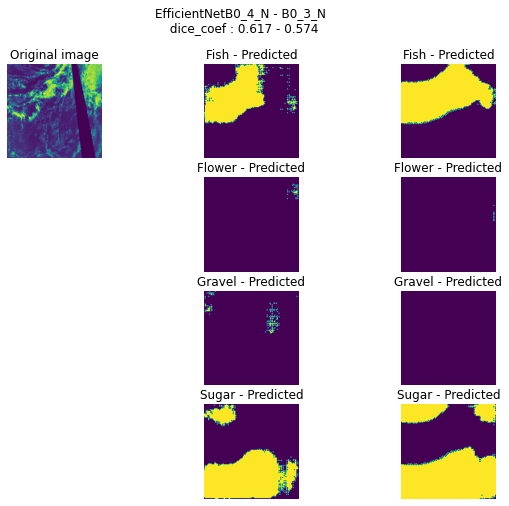 EfficientNetB0_4_N - B0_3_N
dice_coef : 0.617 - 0.574
Original image
Fish - Predicted
Fish - Predicted
Flower - Predicted
Flower - Predicted
Gravel - Predicted
Gravel - Predicted
Sugar - Predicted
Sugar - Predicted